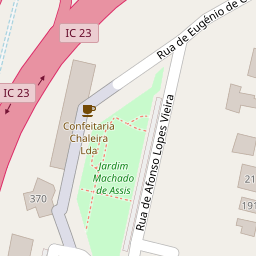 IC 23
Rua de Eugénio de C
IC 23
Confeitaria
Chaleira
Lda
Rua de Afonso Lopes Vieira
Jardim
Machado
de Assis
370
21
191